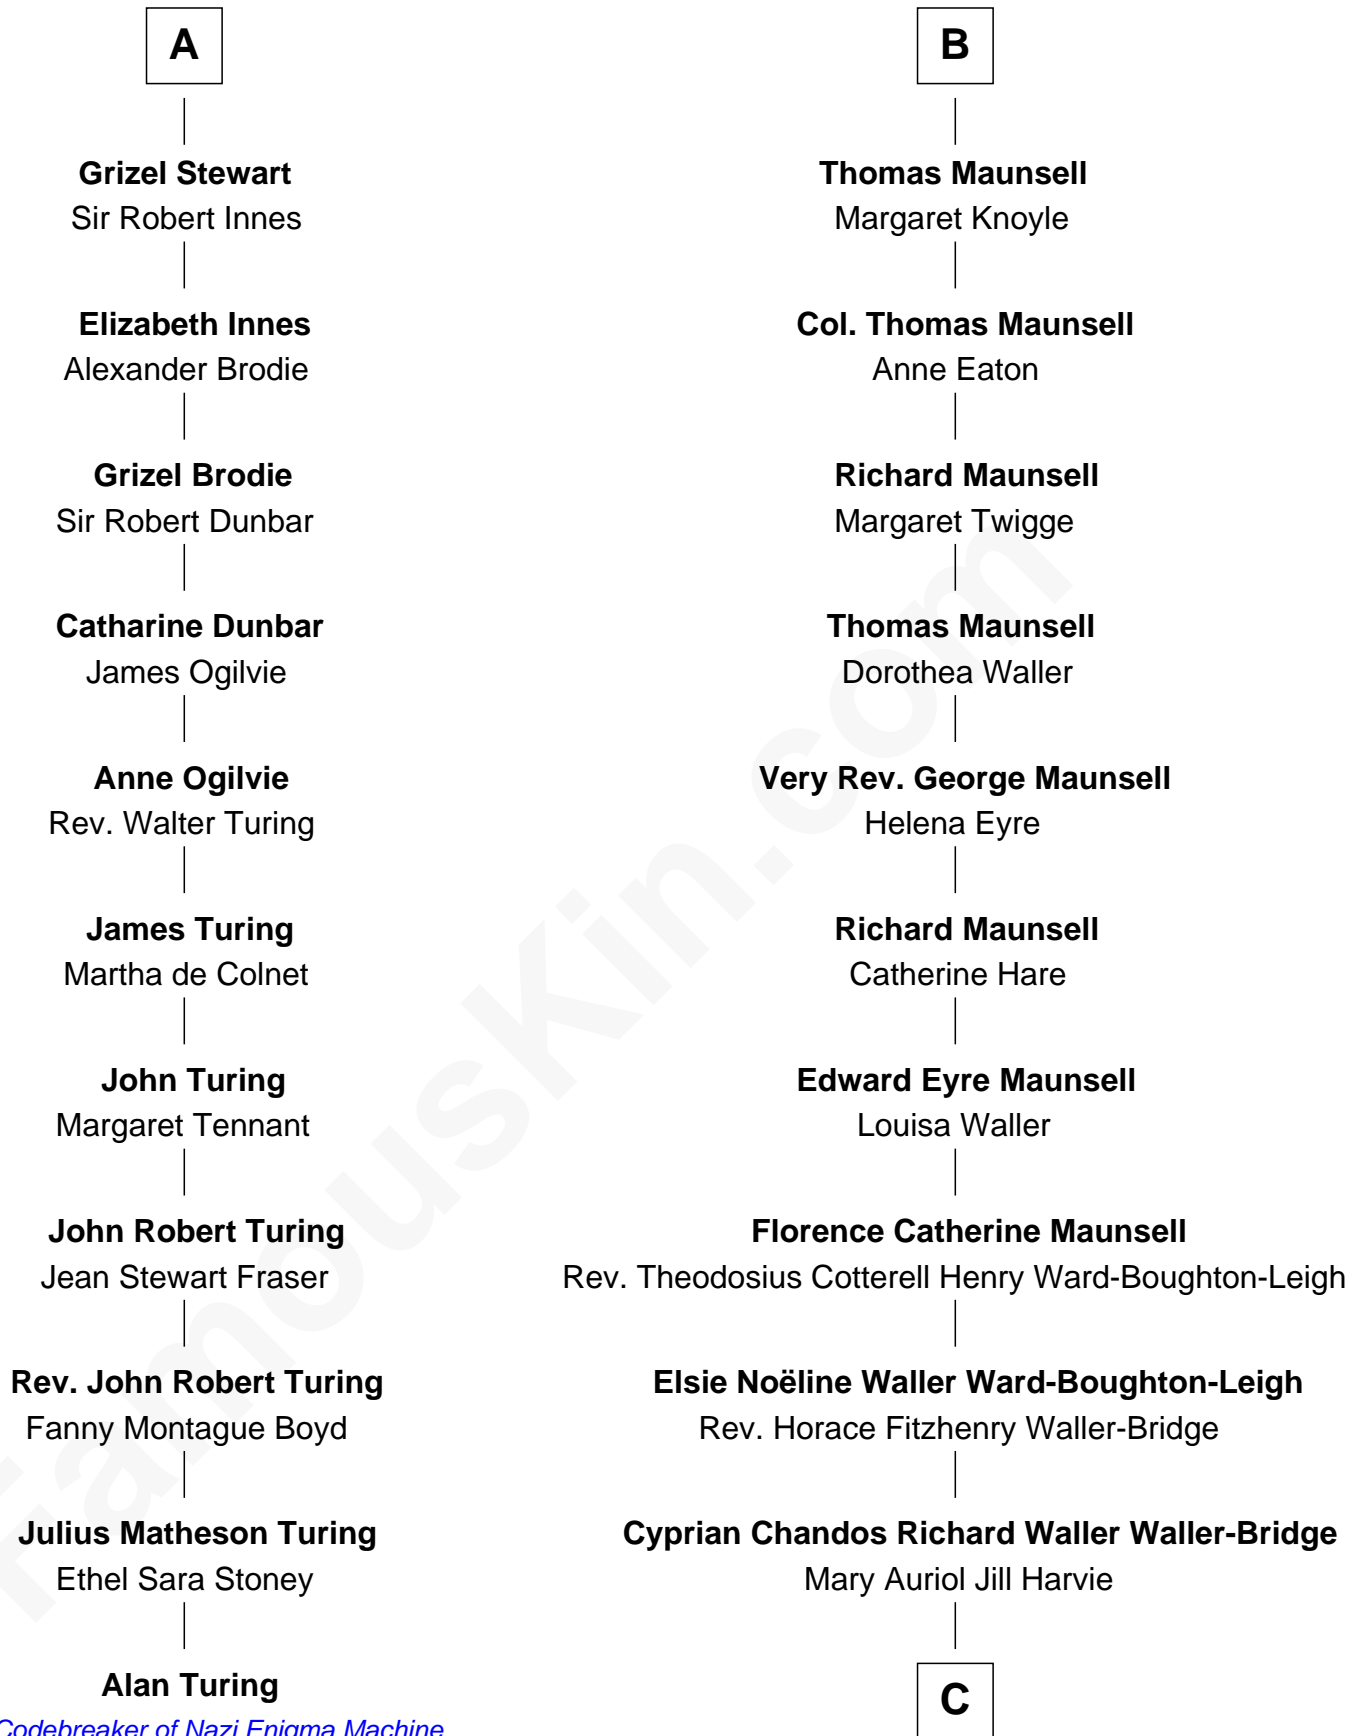 A
Grizel Stewart
Sir Robert Innes
Elizabeth Innes
Alexander Brodie
Grizel Brodie
Sir Robert Dunbar
Catharine Dunbar
James Ogilvie
Anne Ogilvie
Rev. Walter Turing
James Turing
Martha de Colnet
John Turing
Margaret Tennant
John Robert Turing
Jean Stewart Fraser
Rev. John Robert Turing
Fanny Montague Boyd
Julius Matheson Turing
Ethel Sara Stoney
Alan Turing
Codebreaker of Nazi Enigma Machine
B
Thomas Maunsell
Margaret Knoyle
Col. Thomas Maunsell
Anne Eaton
Richard Maunsell
Margaret Twigge
Thomas Maunsell
Dorothea Waller
Very Rev. George Maunsell
Helena Eyre
Richard Maunsell
Catherine Hare
Edward Eyre Maunsell
Louisa Waller
Florence Catherine Maunsell
Rev. Theodosius Cotterell Henry Ward-Boughton-Leigh
Elsie Noëline Waller Ward-Boughton-Leigh
Rev. Horace Fitzhenry Waller-Bridge
Cyprian Chandos Richard Waller Waller-Bridge
Mary Auriol Jill Harvie
C
FamousKin.com